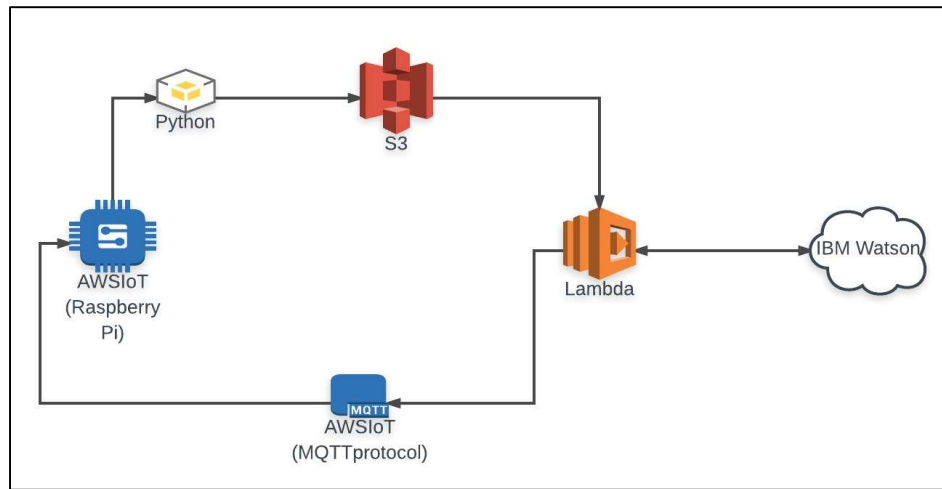 Python
S3
AWSIoT
(Raspberry
Pi)
Lambda
IBM Watson
MQTT
AWSIoT
(MQTTprotocol)